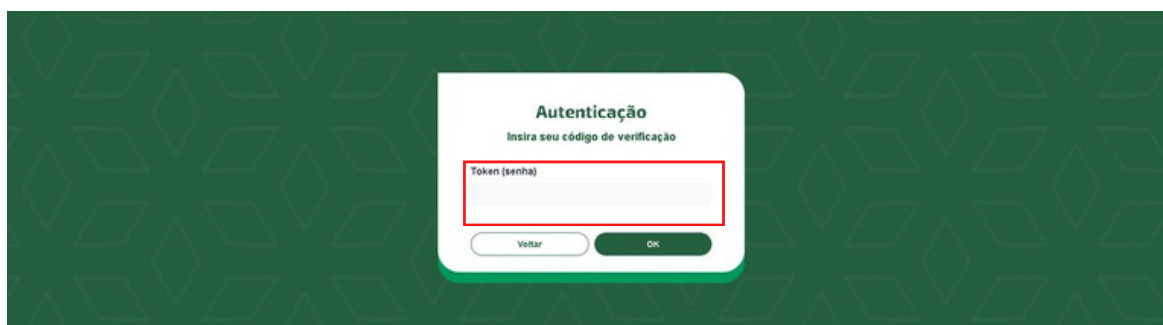 Autenticação
Insira seu código de verificação
Token (senha)
Voltar
OK